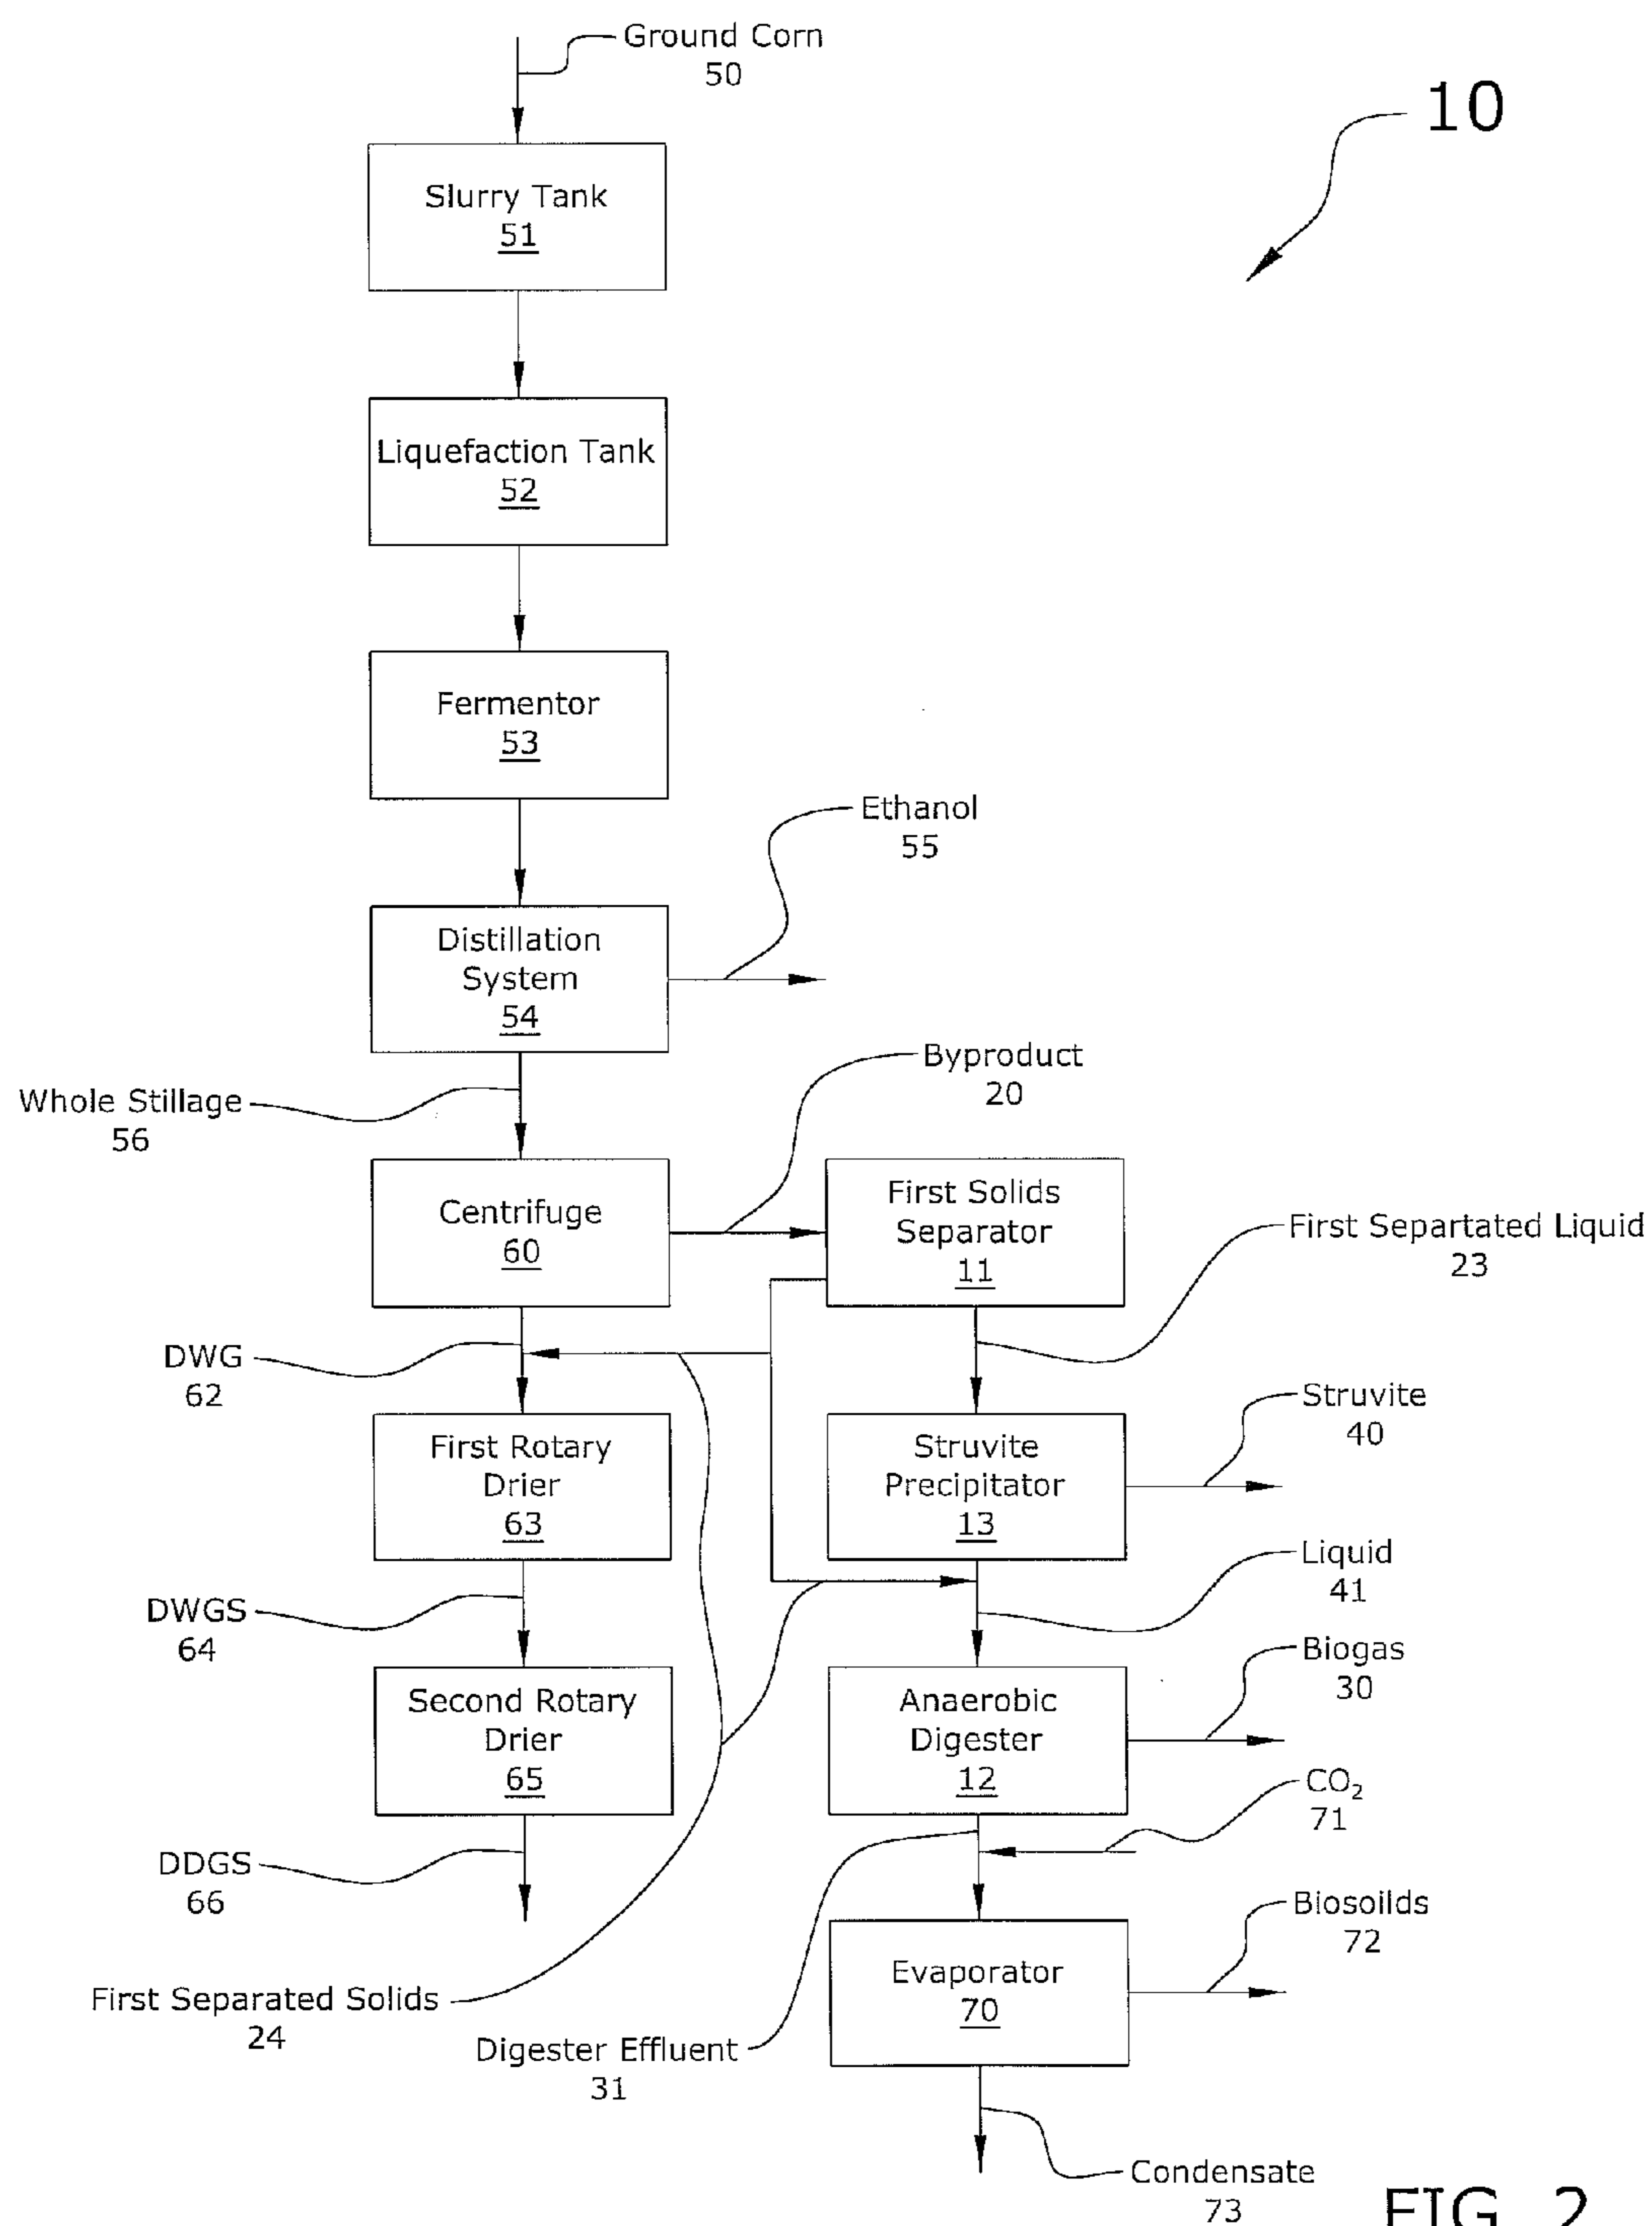 Ground Corn
50
10
Slurry Tank
51
Liquefaction Tank
52
Fermentor
53
Ethanol
55
Distillation
System
54
Byproduct
20
Whole Stillage
56
Centrifuge
60
First Solids
Separator
11
First Separtated Liquid
23
DWG
62
First Rotary
Drier
63
Struvite
Precipitator
13
Struvite
40
Liquid
41
DWGS
64
Second Rotary
Drier
65
Anaerobic
Digester
12
Biogas
30
CO₂
71
DDGS
66
Biosoilds
72
Evaporator
70
First Separated Solids
24
Digester Effluent
31
Condensate
73
FIG. 2